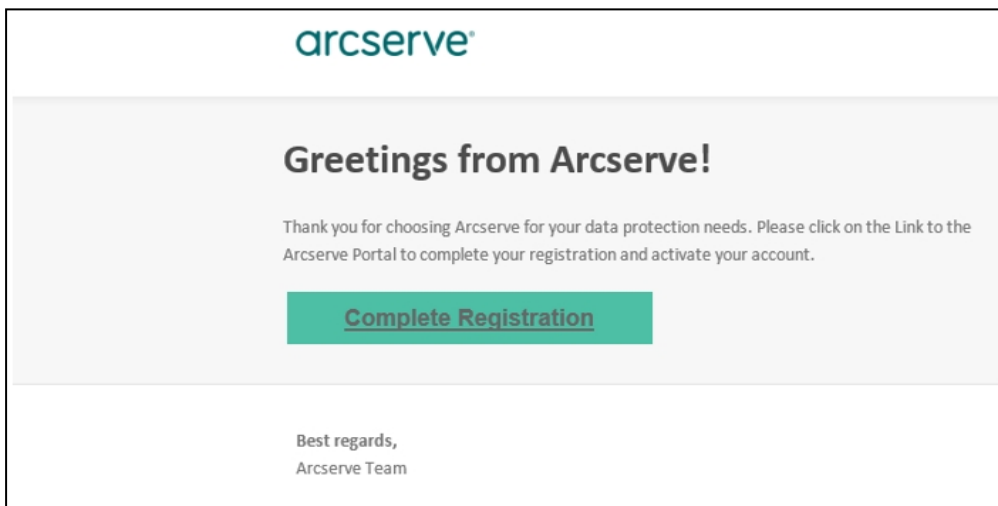 arcserve®
Greetings from Arcserve!
Thank you for choosing Arcserve for your data protection needs. Please click on the Link to the
Arcserve Portal to complete your registration and activate your account.
Complete Registration
Best regards,
Arcserve Team